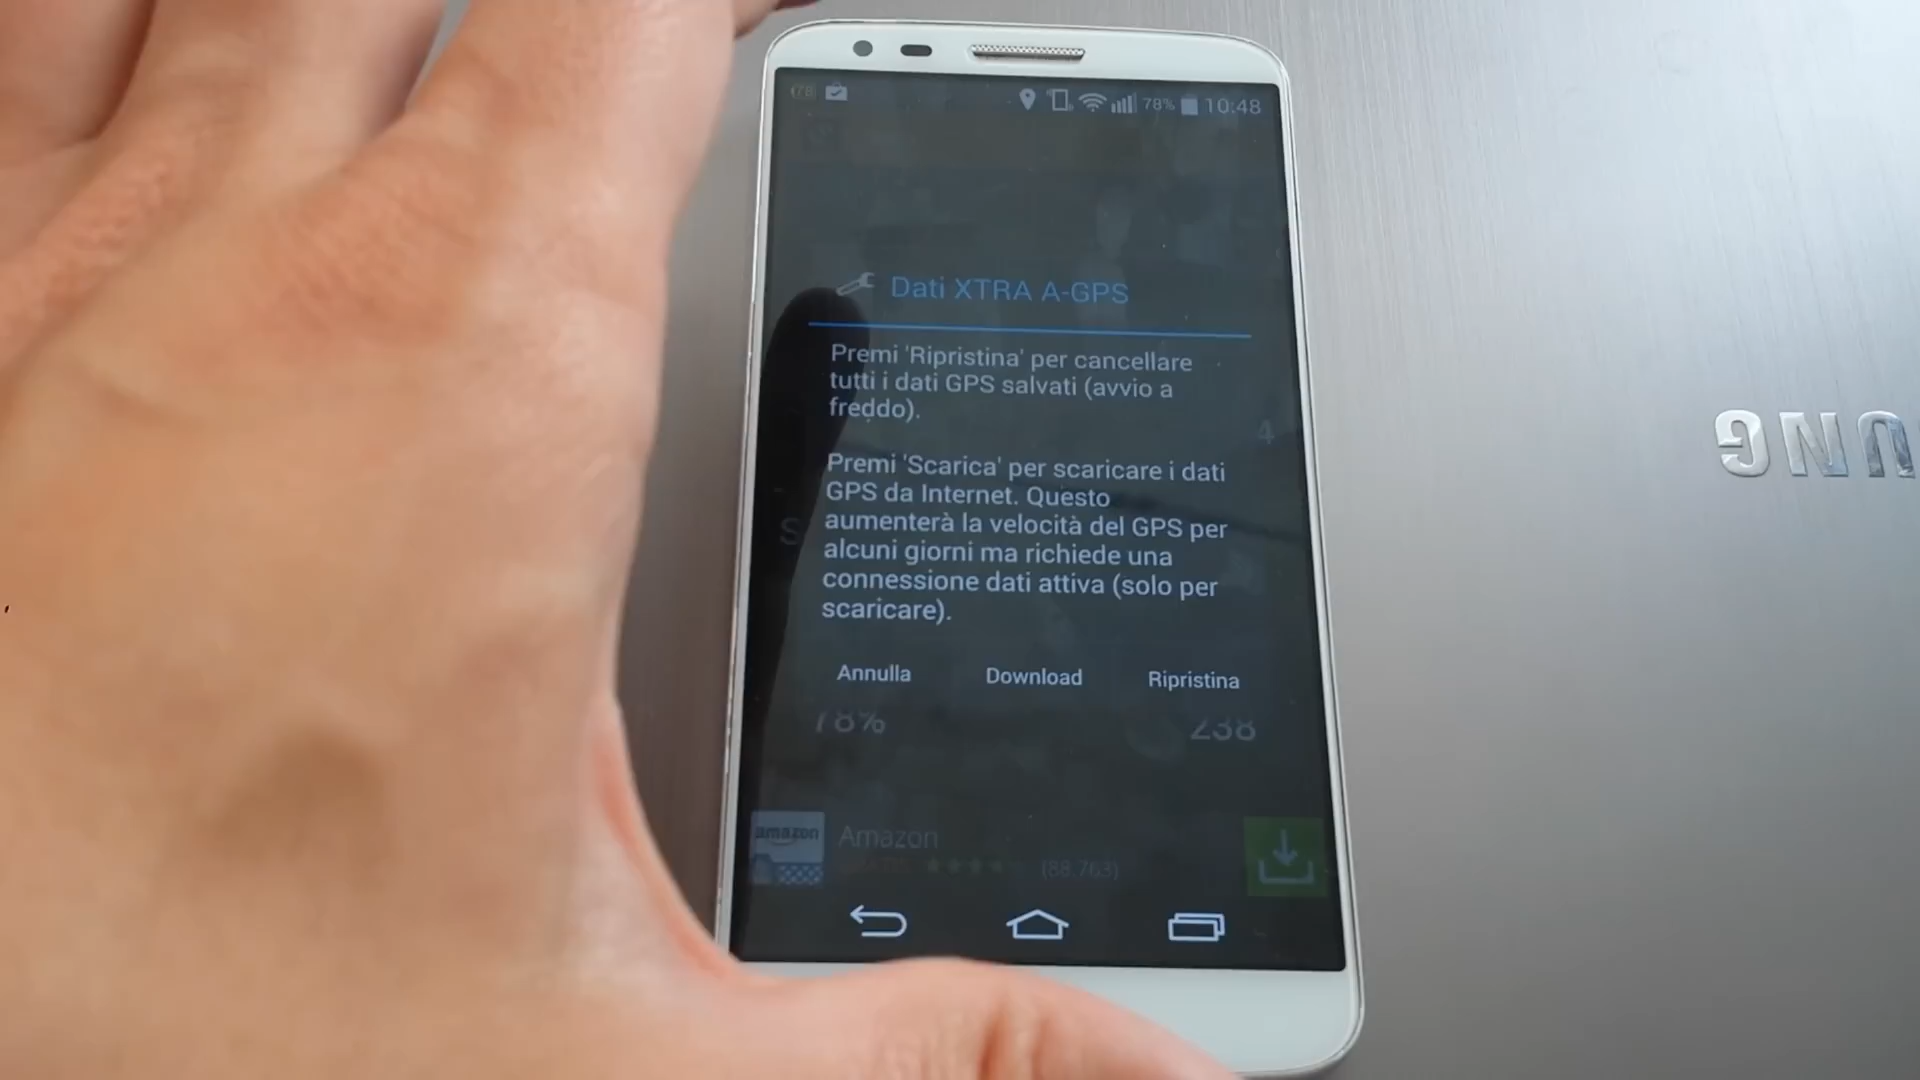 78
78% 10:48
Dati XTRA A-GPS
Premi 'Ripristina' per cancellare
tutti i dati GPS salvati (avvio a
freddo).
4
Premi 'Scarica' per scaricare i dati
GPS da Internet. Questo
aumenterà la velocità del GPS per
alcuni giorni ma richiede una
connessione dati attiva (solo per
scaricare).
S
Annulla Download Ripristina
78% 238
amazon
Amazon
(88.763)
UNG